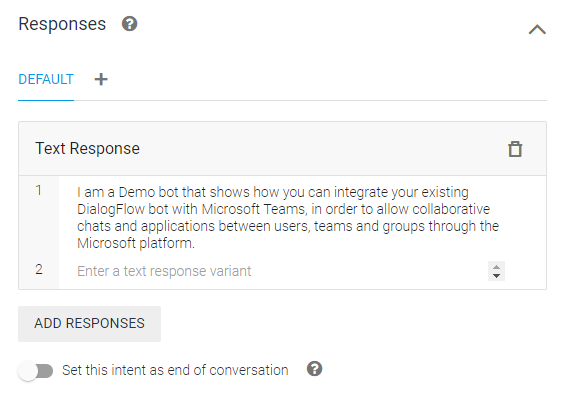 Responses
DEFAULT
Text Response
1 I am a Demo bot that shows how you can integrate your existing
DialogFlow bot with Microsoft Teams, in order to allow collaborative
chats and applications between users, teams and groups through the
Microsoft platform.
2 Enter a text response variant
ADD RESPONSES
Set this intent as end of conversation